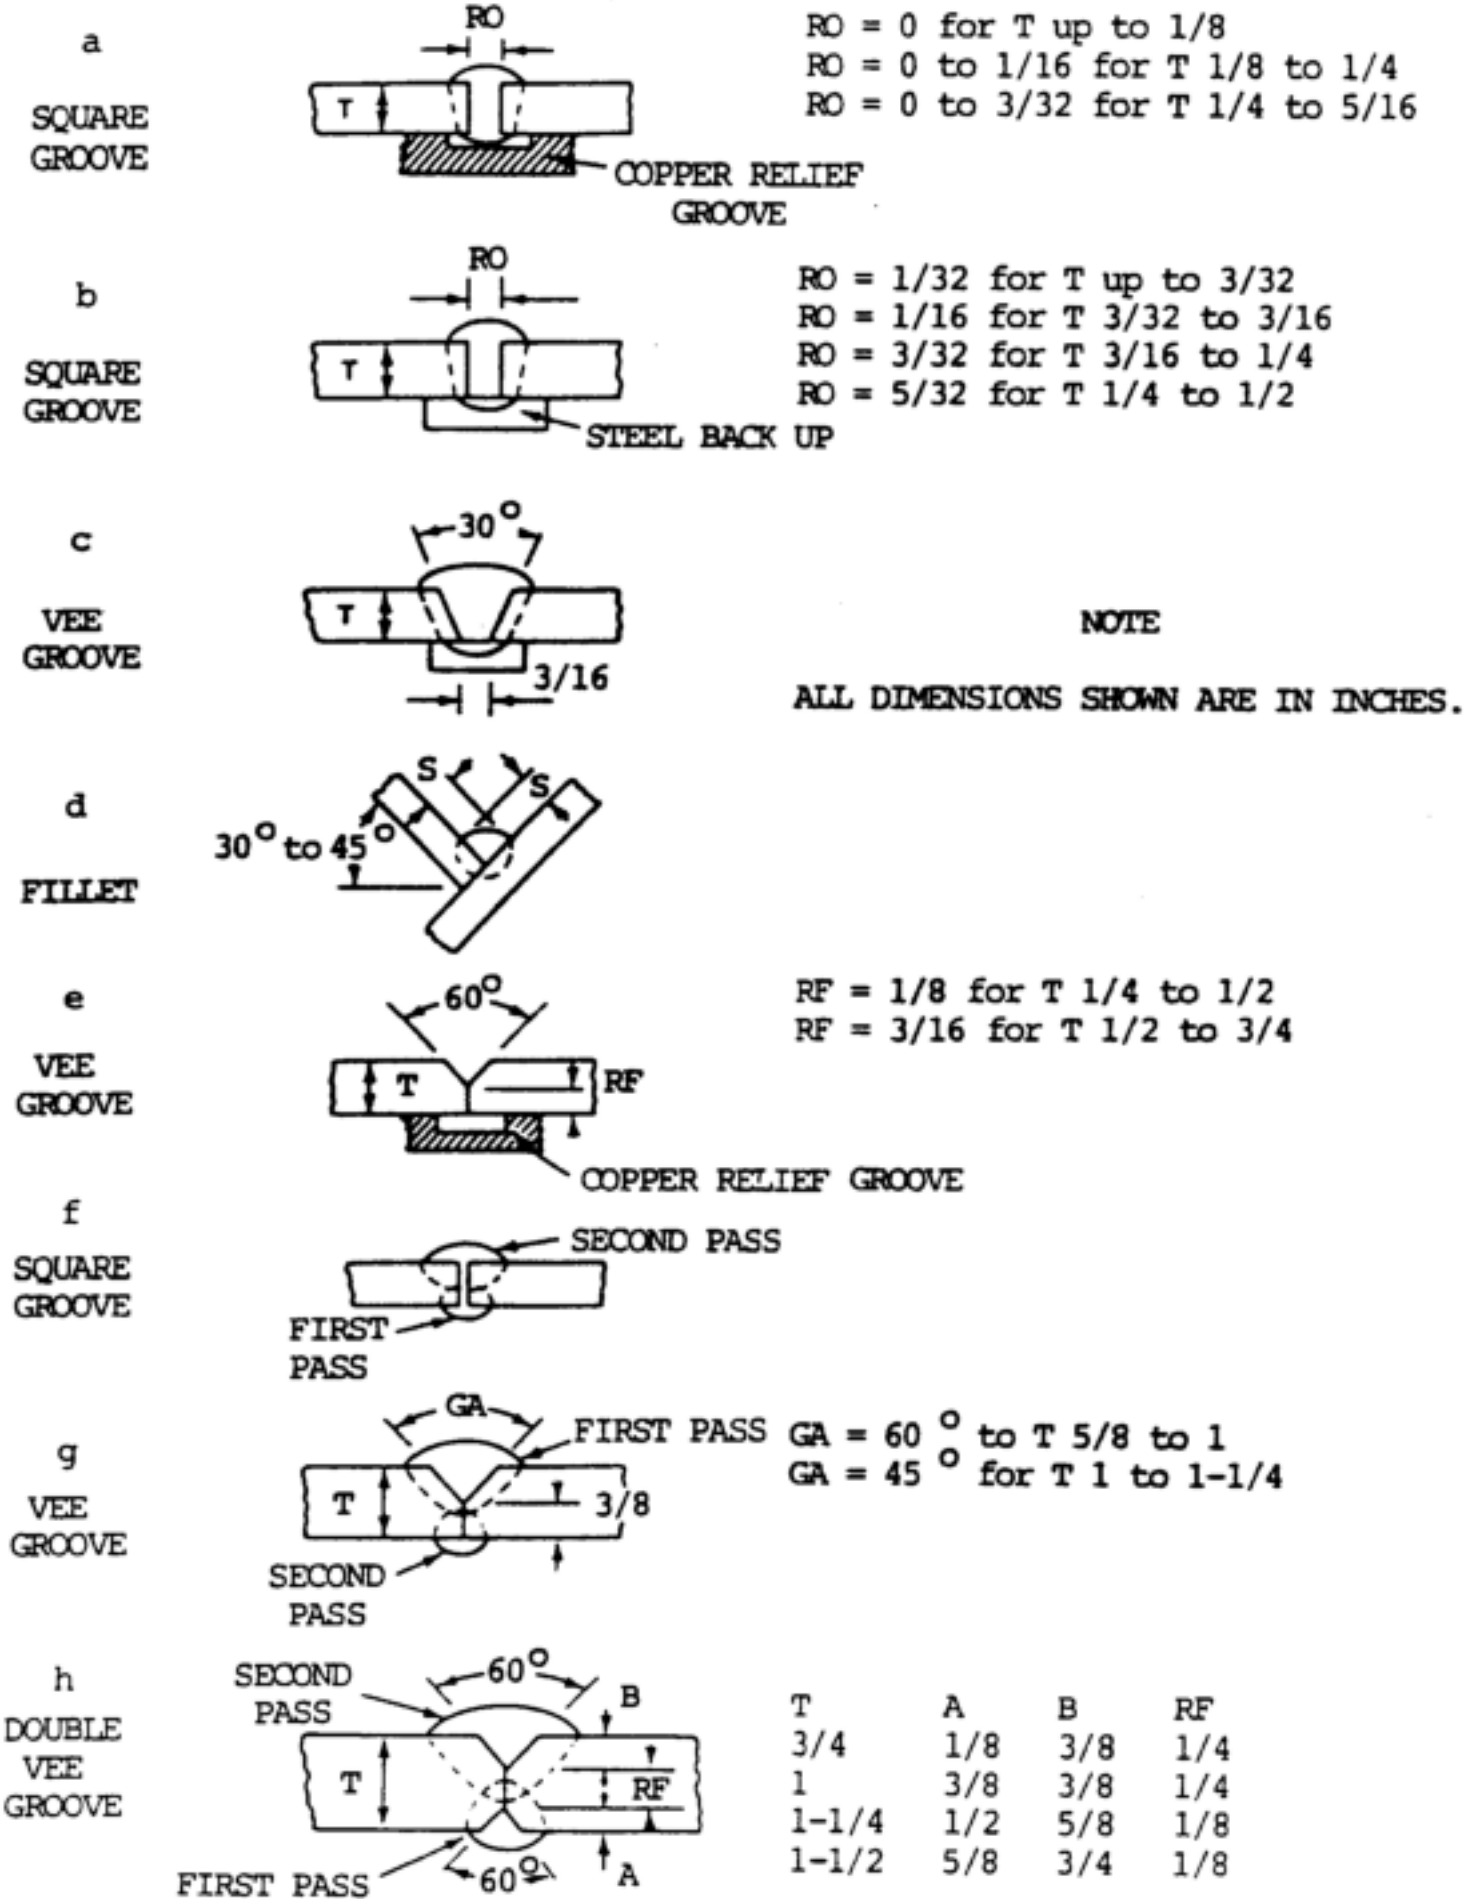 a
SQUARE
GROOVE
RO
T
COPPER RELIEF
GROOVE
RO = 0 for T up to 1/8
RO = 0 to 1/16 for T 1/8 to 1/4
RO = 0 to 3/32 for T 1/4 to 5/16
b
SQUARE
GROOVE
RO
T
STEEL BACK UP
RO = 1/32 for T up to 3/32
RO = 1/16 for T 3/32 to 3/16
RO = 3/32 for T 3/16 to 1/4
RO = 5/32 for T 1/4 to 1/2
c
VEE
GROOVE
30°
T
3/16
NOTE
ALL DIMENSIONS SHOWN ARE IN INCHES.
d
FILLET
S
S
30° to 45°
e
VEE
GROOVE
60°
T
RF
COPPER RELIEF GROOVE
RF = 1/8 for T 1/4 to 1/2
RF = 3/16 for T 1/2 to 3/4
f
SQUARE
GROOVE
SECOND PASS
FIRST
PASS
g
VEE
GROOVE
GA
FIRST PASS
T
3/8
SECOND
PASS
GA = 60 ° to T 5/8 to 1
GA = 45 ° for T 1 to 1-1/4
h
DOUBLE
VEE
GROOVE
SECOND
PASS
60°
B
T
RF
FIRST PASS
60°
A
T A B RF
3/4 1/8 3/8 1/4
1 3/8 3/8 1/4
1-1/4 1/2 5/8 1/8
1-1/2 5/8 3/4 1/8